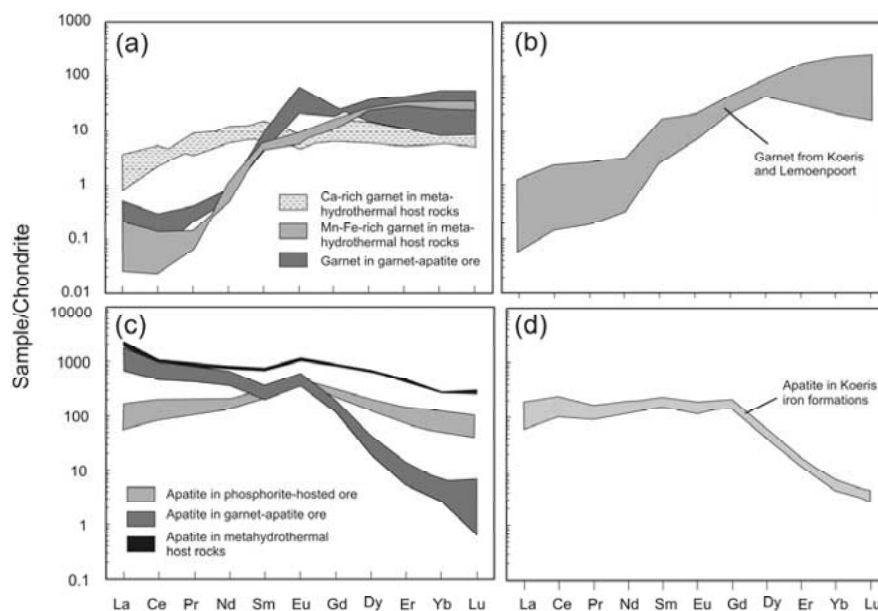 (a)
1000
100
10
1
0.1
0.01
Ca-rich garnet in meta-
hydrothermal host rocks
Mn-Fe-rich garnet in meta-
hydrothermal host rocks
Garnet in garnet-apatite ore
(b)
Garnet from Koeris
and Lemoenpoort
Sample/Chondrite
(c)
10000
1000
100
10
1
0.1
Apatite in phosphorite-hosted ore
Apatite in garnet-apatite ore
Apatite in metahydrothermal
host rocks
La Ce Pr Nd Sm Eu Gd Dy Er Yb Lu
(d)
Apatite in Koeris
iron formations
La Ce Pr Nd Sm Eu Gd Dy Er Yb Lu